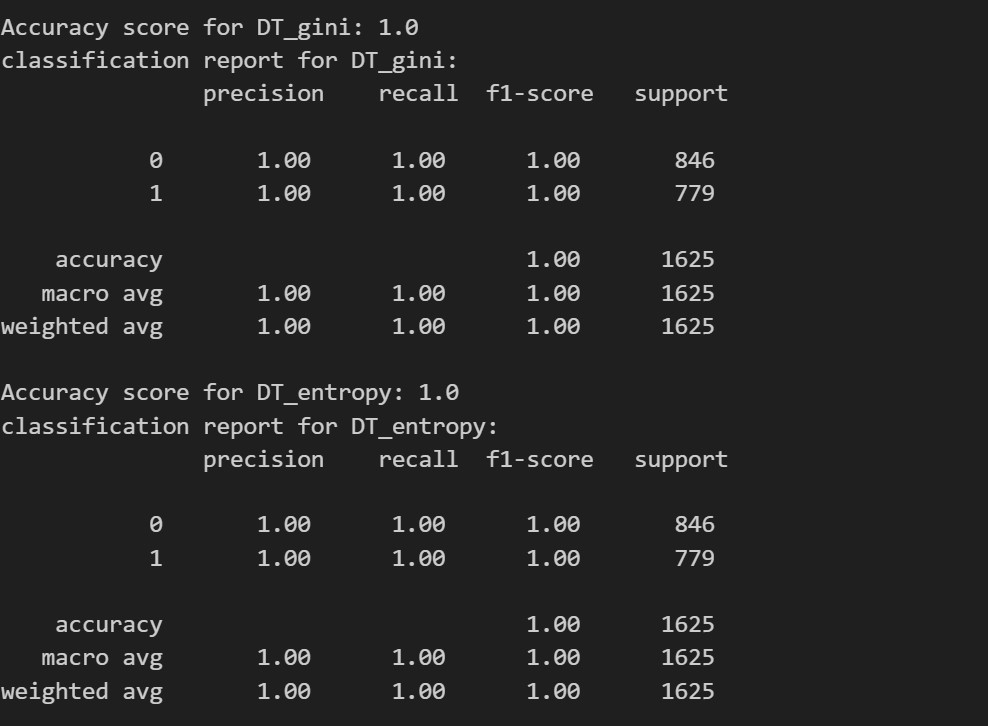 Accuracy score for DT_gini: 1.0
classification report for DT_gini:
              precision    recall  f1-score   support

           0       1.00      1.00      1.00       846
           1       1.00      1.00      1.00       779

    accuracy                           1.00      1625
   macro avg       1.00      1.00      1.00      1625
weighted avg       1.00      1.00      1.00      1625

Accuracy score for DT_entropy: 1.0
classification report for DT_entropy:
              precision    recall  f1-score   support

           0       1.00      1.00      1.00       846
           1       1.00      1.00      1.00       779

    accuracy                           1.00      1625
   macro avg       1.00      1.00      1.00      1625
weighted avg       1.00      1.00      1.00      1625